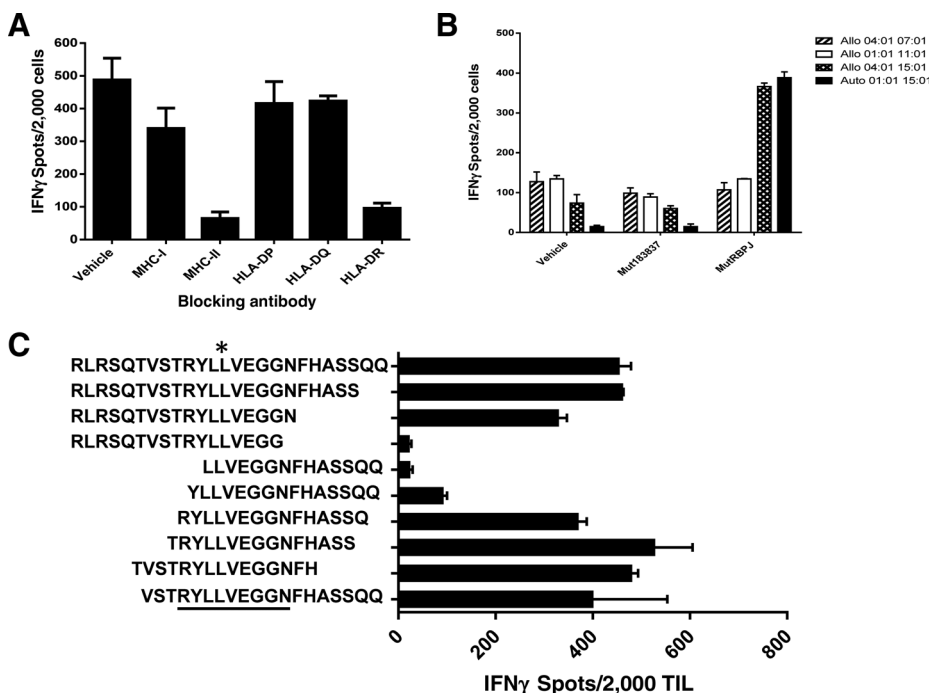 A
IFNγ Spots/2,000 cells
600
500
400
300
200
100
0
Vehicle
MHC-I
MHC-II
HLA-DP
HLA-DQ
HLA-DR
Blocking antibody
B
IFNγ Spots/2,000 cells
500
400
300
200
100
0
Vehicle
Mut183837
MutRBPJ
Allo 04:01 07:01
Allo 01:01 11:01
Allo 04:01 15:01
Auto 01:01 15:01
C
*
RLRSQTVSTRYLLVEGGNFHASSQQ
RLRSQTVSTRYLLVEGGNFHASS
RLRSQTVSTRYLLVEGGN
RLRSQTVSTRYLLVEGG
LLVEGGNFHASSQQ
YLLVEGGNFHASSQQ
RYLLVEGGNFHASSQ
TRYLLVEGGNFHASS
TVSTRYLLVEGGNFH
VSTRYLLVEGGNFHASSQQ
0
200
400
600
800
IFNγ Spots/2,000 TIL